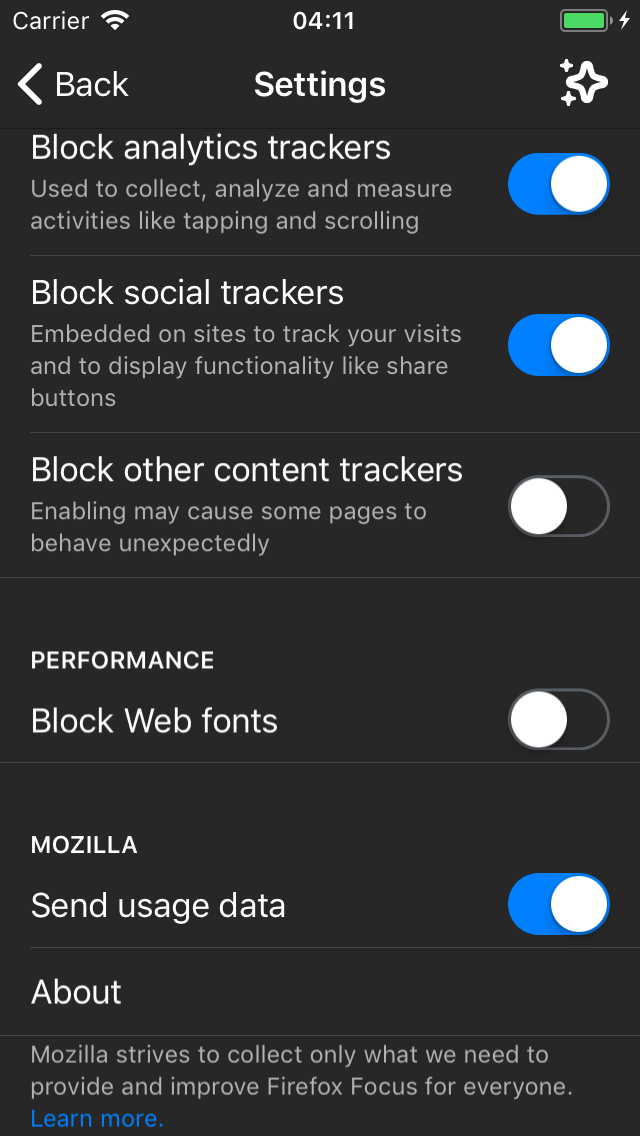 Carrier 04:11
Back Settings
Block analytics trackers
Used to collect, analyze and measure
activities like tapping and scrolling
Block social trackers
Embedded on sites to track your visits
and to display functionality like share
buttons
Block other content trackers
Enabling may cause some pages to
behave unexpectedly
PERFORMANCE
Block Web fonts
MOZILLA
Send usage data
About
Mozilla strives to collect only what we need to
provide and improve Firefox Focus for everyone.
Learn more.